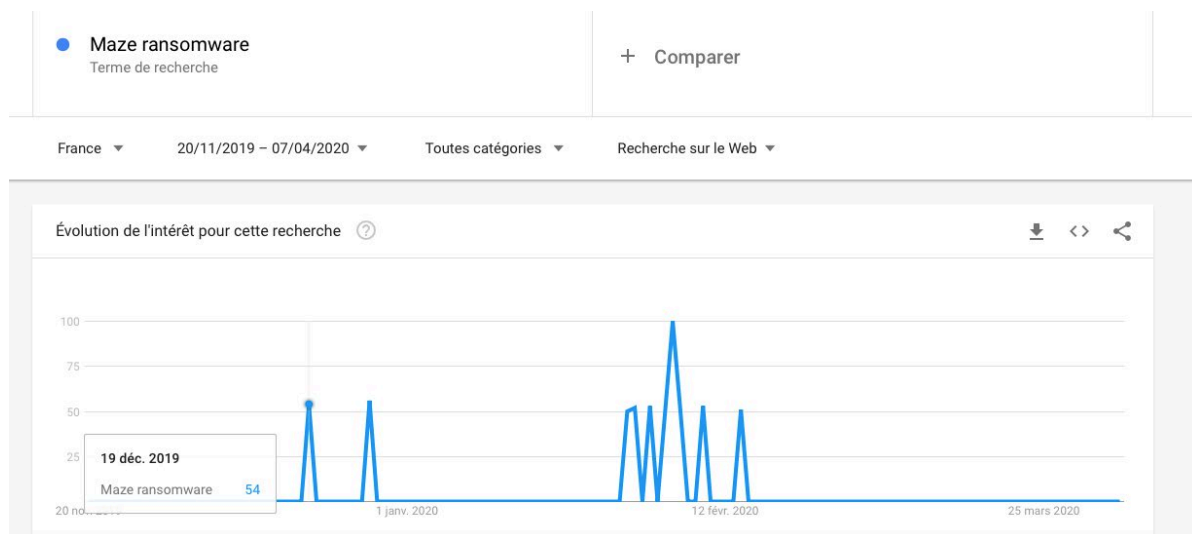 Maze ransomware
Terme de recherche
+ Comparer
France
20/11/2019 – 07/04/2020
Toutes catégories
Recherche sur le Web
Évolution de l'intérêt pour cette recherche
100
75
50
25
19 déc. 2019
Maze ransomware 54
20
1 janv. 2020
12 févr. 2020
25 mars 2020